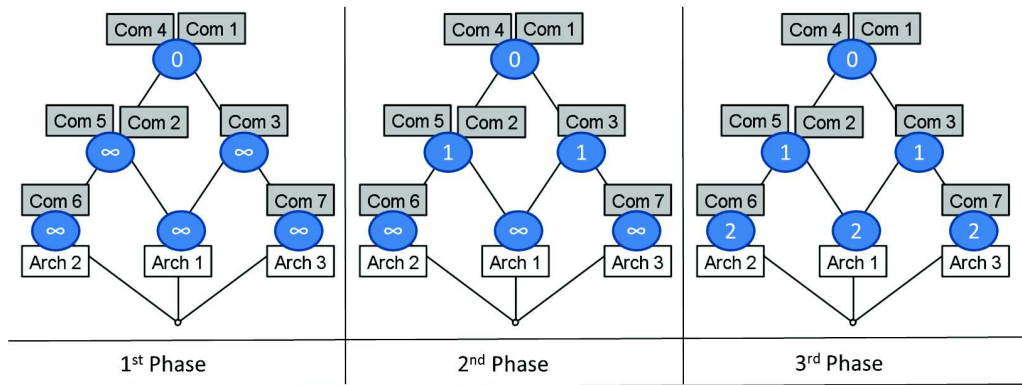 Com 4 Com 1
0
Com 5 Com 2 Com 3
∞ ∞
Com 6 Com 7
∞ ∞ ∞
Arch 2 Arch 1 Arch 3
1st Phase
Com 4 Com 1
0
Com 5 Com 2 Com 3
1 1
Com 6 Com 7
∞ ∞ ∞
Arch 2 Arch 1 Arch 3
2nd Phase
Com 4 Com 1
0
Com 5 Com 2 Com 3
1 1
Com 6 Com 7
2 2 2
Arch 2 Arch 1 Arch 3
3rd Phase